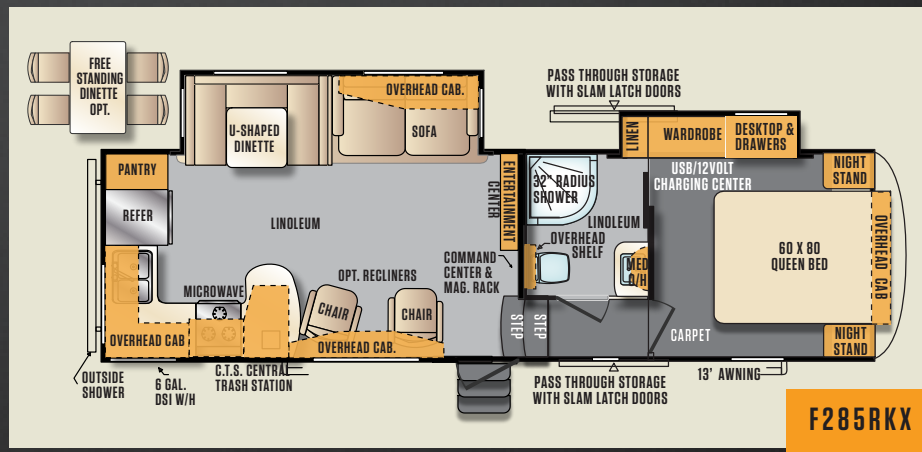 FREE
STANDING
DINETTE
OPT.
PASS THROUGH STORAGE
WITH SLAM LATCH DOORS
OVERHEAD CAB.
U-SHAPED
DINETTE
SOFA
LINEN
WARDROBE
DESKTOP &
DRAWERS
PANTRY
REFER
LINOLEUM
ENTERTAINMENT
CENTER
32" RADIUS
SHOWER
LINOLEUM
USB/12VOLT
CHARGING CENTER
NIGHT
STAND
OVERHEAD
SHELF
MED
60 X 80
QUEEN BED
OVERHEAD CAB
COMMAND
CENTER &
MAG. RACK
OPT. RECLINERS
MICROWAVE
CHAIR
CHAIR
STEP
STEP
CARPET
NIGHT
STAND
OVERHEAD CAB
OVERHEAD CAB.
OUTSIDE
SHOWER
6 GAL.
DSI W/H
C.T.S. CENTRAL
TRASH STATION
PASS THROUGH STORAGE
WITH SLAM LATCH DOORS
13' AWNING
F285RKX